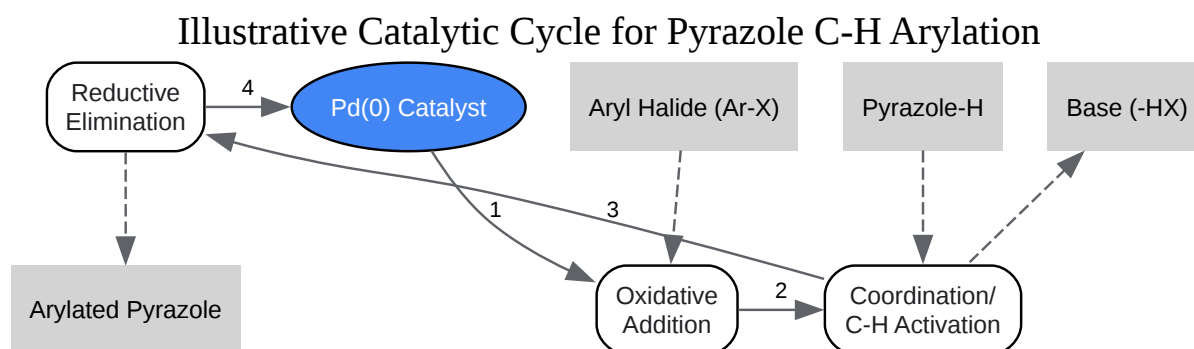 Illustrative Catalytic Cycle for Pyrazole C-H Arylation
Reductive
Elimination
4
Pd(0) Catalyst
Aryl Halide (Ar-X)
Pyrazole-H
Base (-HX)
1
3
Arylated Pyrazole
Oxidative
Addition
2
Coordination/
C-H Activation